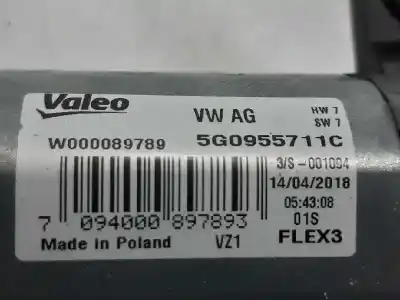 Valeo
VW AG
HW 7
SW 7
W000089789
5G0955711C
3/S-001004
14/04/2018
05:43:08
01S
7 094000 897893
Made in Poland
VZ1
FLEX3